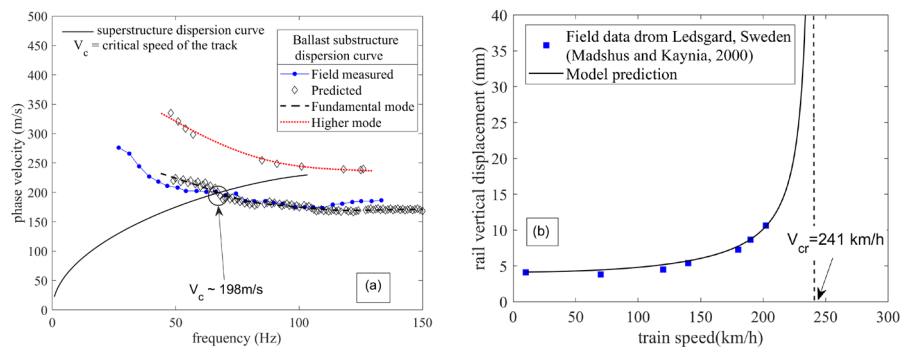 superstructure dispersion curve
V_c = critical speed of the track
Ballast substructure
dispersion curve
Field measured
Predicted
Fundamental mode
Higher mode
phase velocity (m/s)
500
450
400
350
300
250
200
150
100
50
0
0
50
100
150
frequency (Hz)
V_c ~ 198m/s
(a)
Field data drom Ledsgard, Sweden
(Madshus and Kaynia, 2000)
Model prediction
rail vertical displacement (mm)
40
35
30
25
20
15
10
5
0
0
50
100
150
200
250
300
train speed(km/h)
V_cr=241 km/h
(b)